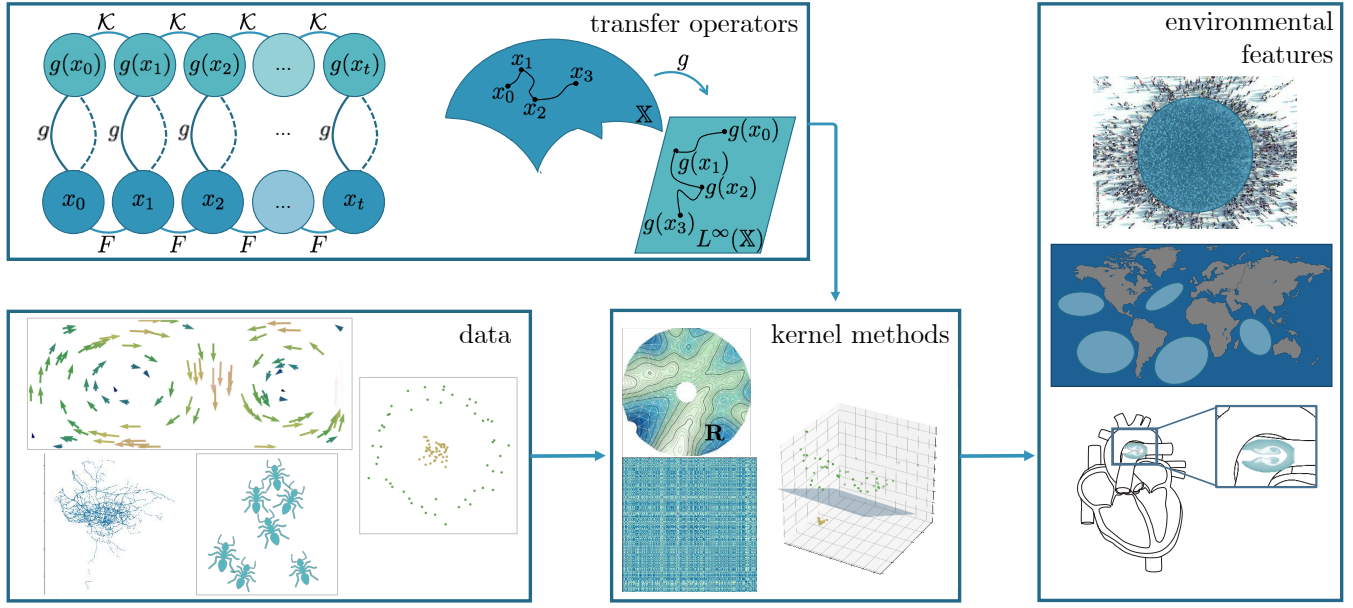 transfer operators
𝒦 𝒦 𝒦 𝒦
g(x₀) g(x₁) g(x₂) ... g(xₜ)
g g g ... g
x₀ x₁ x₂ ... xₜ
F F F F
x₁
x₀
x₃
x₂
𝕏
g
g(x₀)
g(x₁)
g(x₂)
g(x₃)
L^∞(𝕏)
data
kernel methods
R
environmental
features